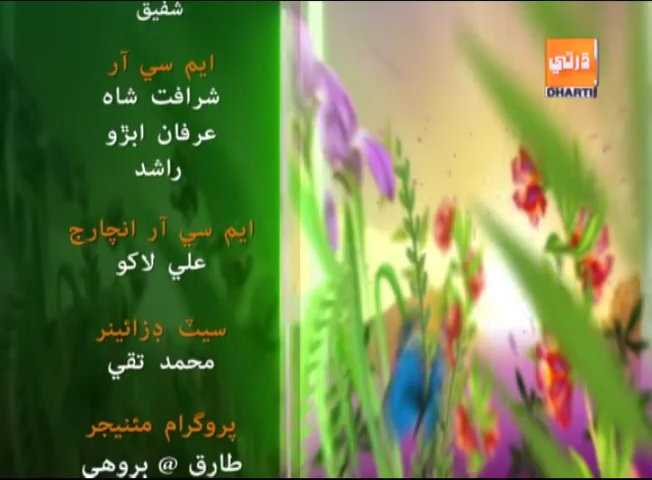 شفيق
ايم سي آر
شرافت شاه
عرفان ابڙو
راشد
ايم سي آر انچارج
علي لاکو
سيٽ ڊزائينر
محمد تقي
پروگرام مئنيجر
طارق @ بروهي
ڌرتي
DHARTI